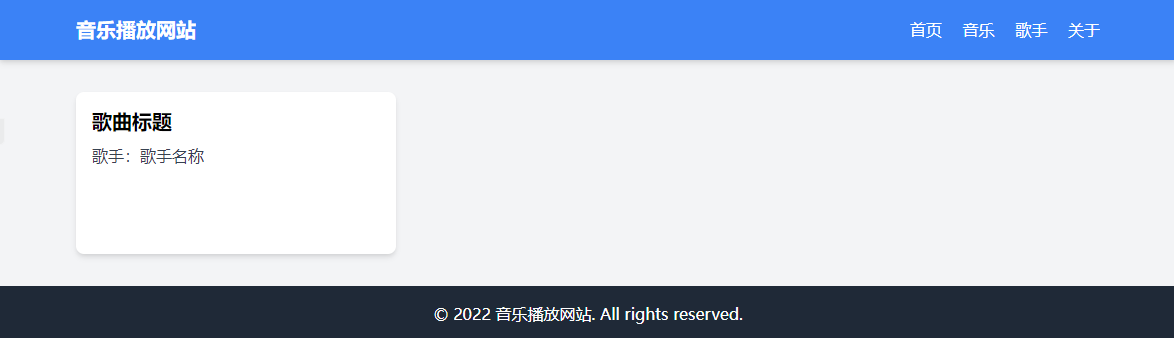 音乐播放网站
首页 音乐 歌手 关于
歌曲标题
歌手：歌手名称
© 2022 音乐播放网站. All rights reserved.